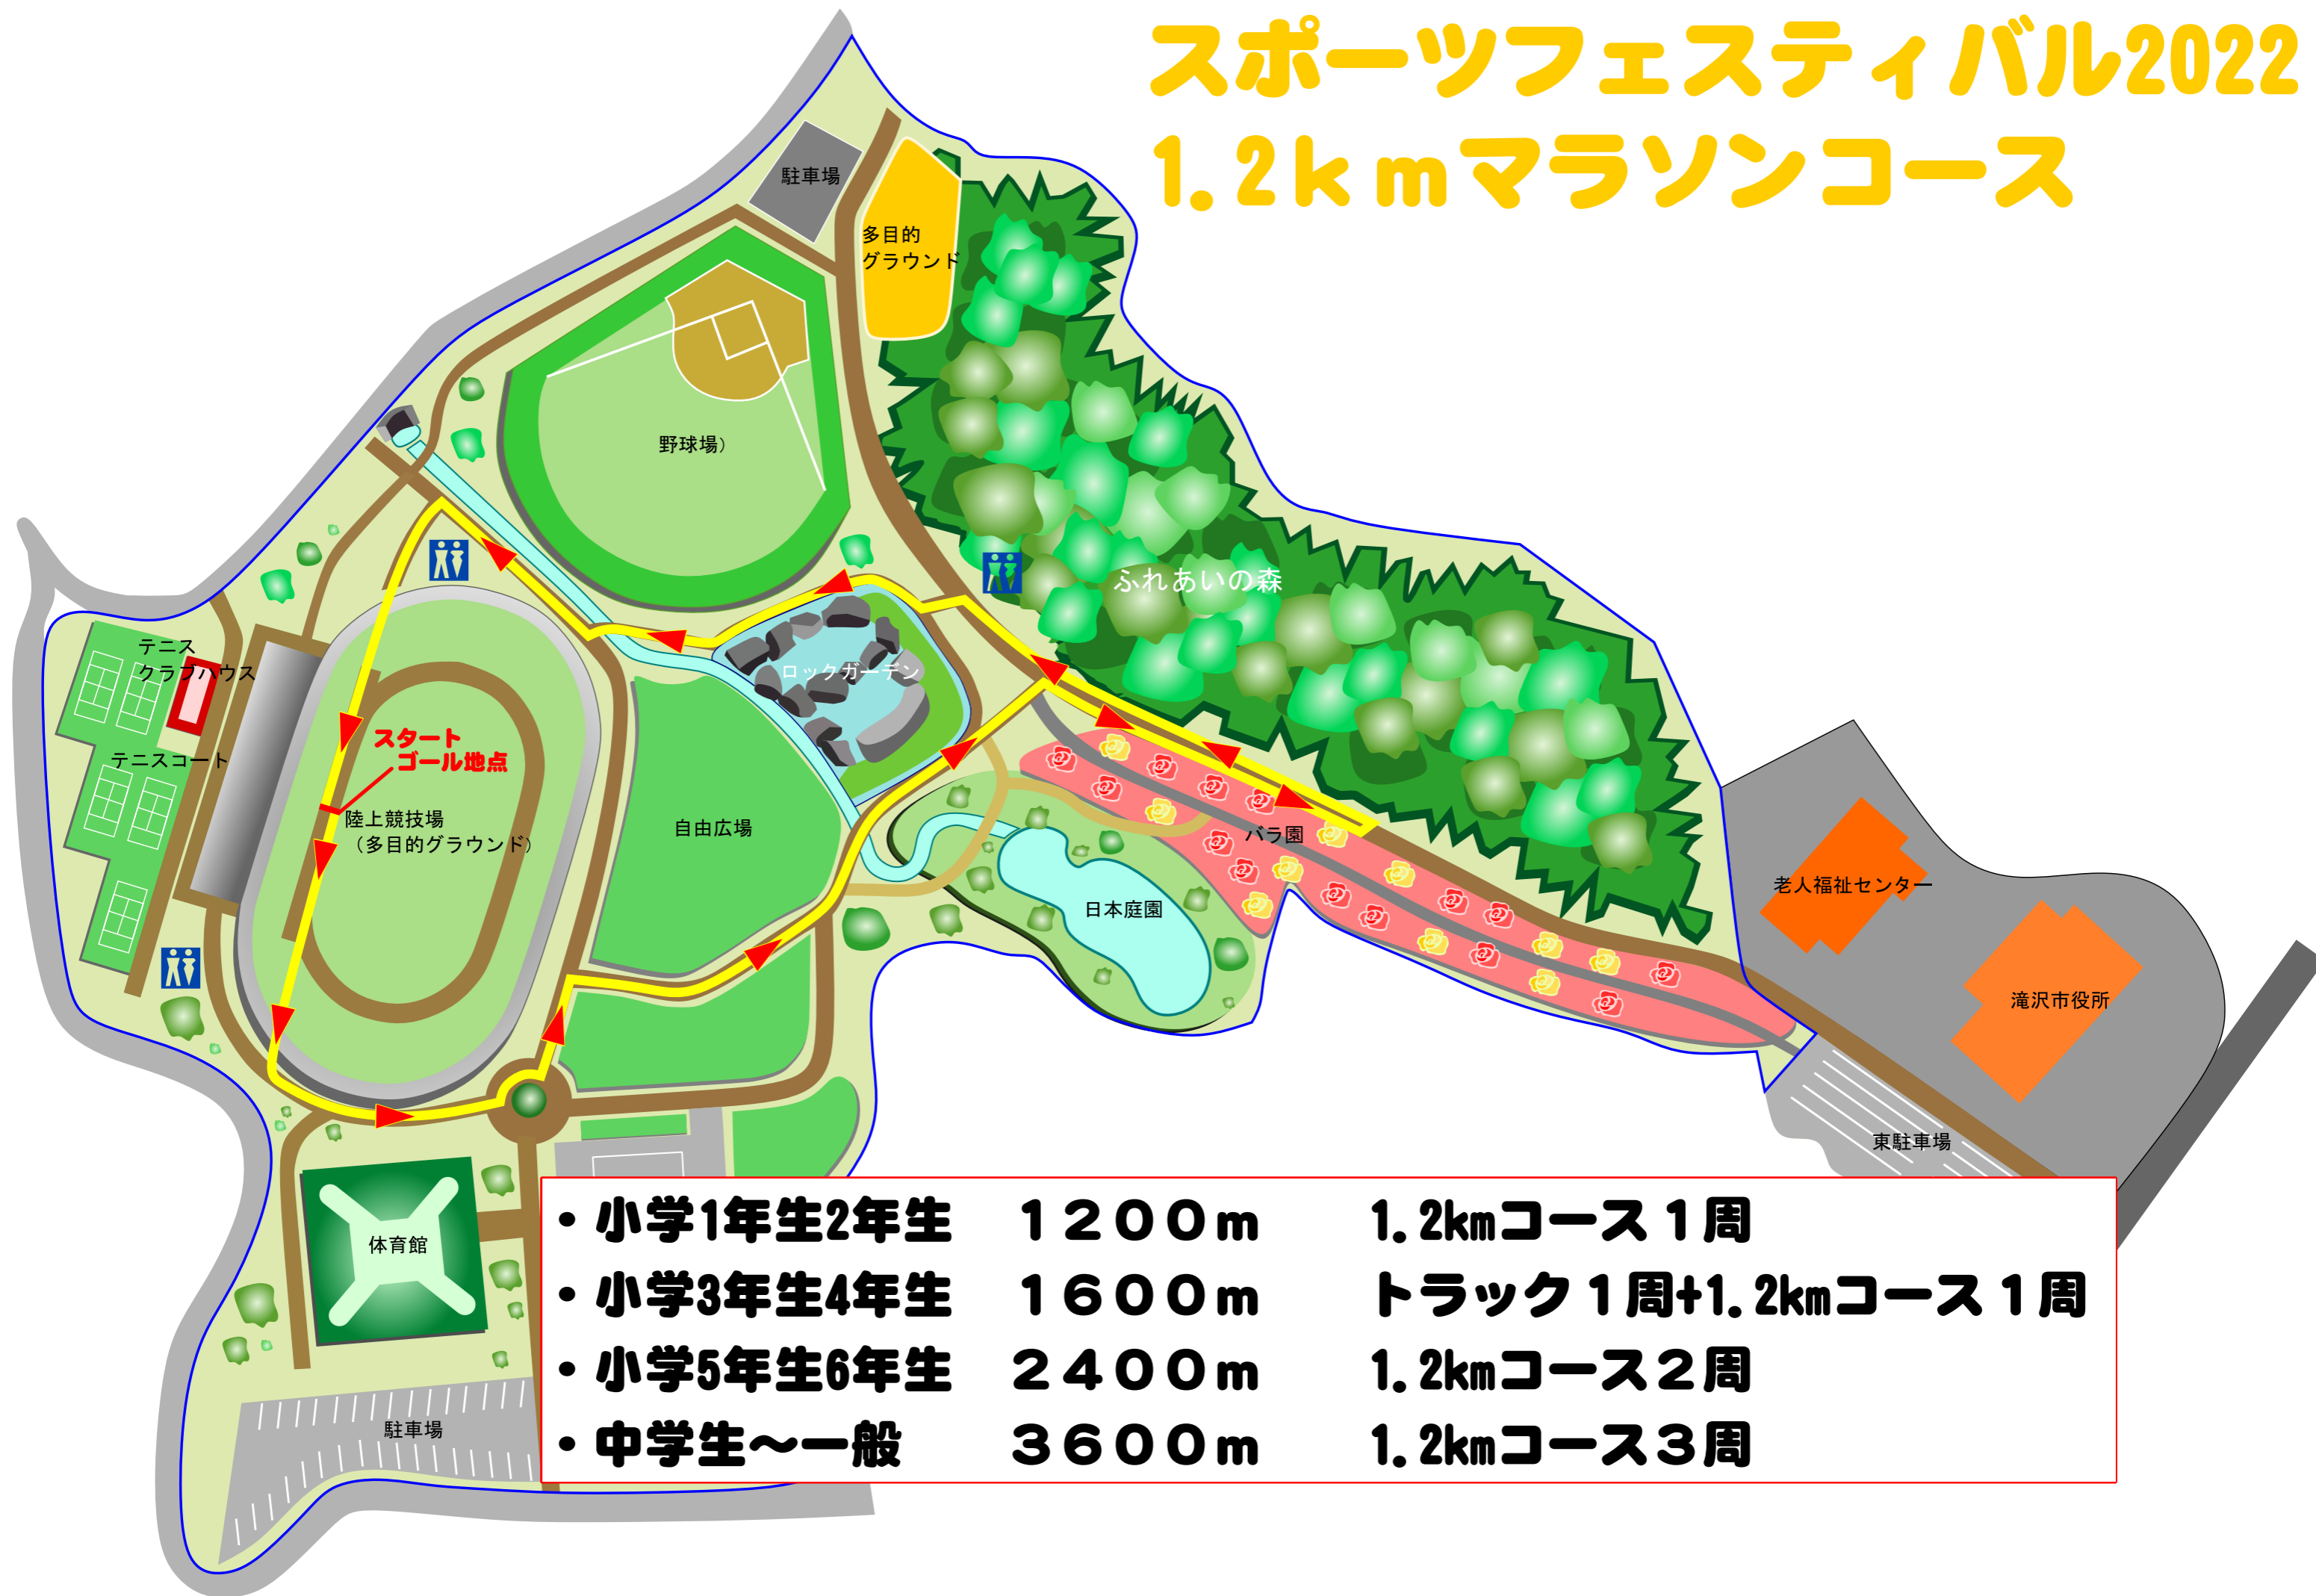 スポーツフェスティバル2022
1.2ｋｍマラソンコース
駐車場
多目的
グラウンド
野球場）
ふれあいの森
テニス
クラブハウス
ロックガーデン
スタート
ゴール地点
テニスコート
陸上競技場
（多目的グラウンド）
自由広場
バラ園
日本庭園
老人福祉センター
滝沢市役所
東駐車場
体育館
駐車場
・小学1年生2年生　１２００ｍ　1.2kmコース１周
・小学3年生4年生　１６００ｍ　トラック１周+1.2kmコース１周
・小学5年生6年生　２４００ｍ　1.2kmコース２周
・中学生～一般　３６００ｍ　1.2kmコース３周